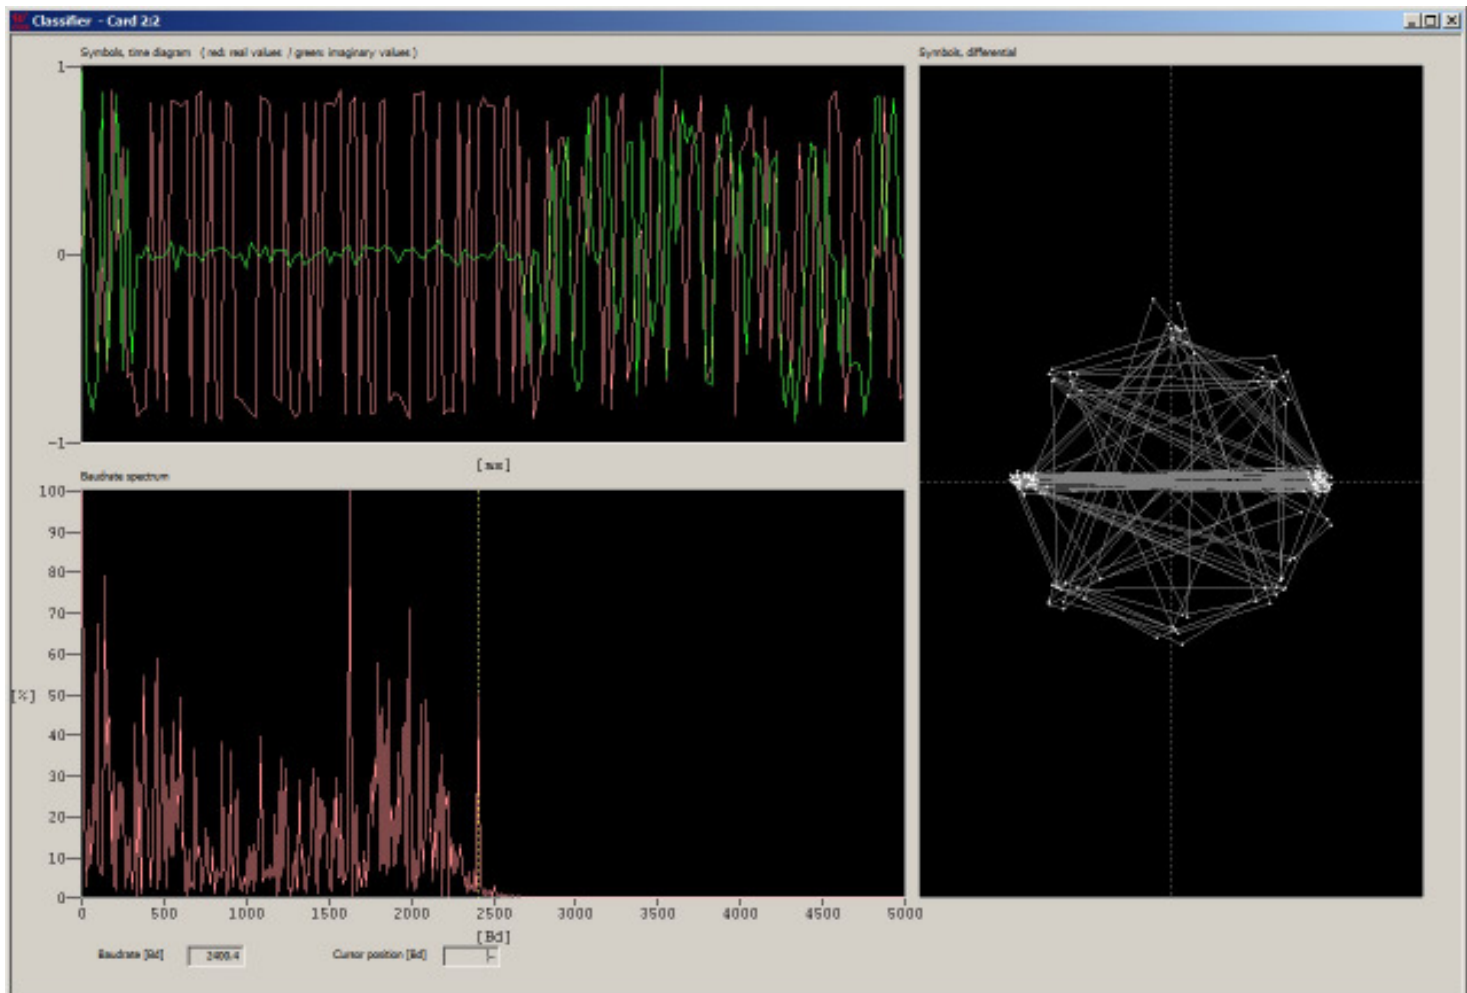 Classifier - Card 2:2
Symbols, time diagram ( red: real values / green: imaginary values )
Symbols, differential
1
0
-1
[ms]
Baudrate spectrum
100
90
80
70
60
[%] 50
40
30
20
10
0
0 500 1000 1500 2000 2500 3000 3500 4000 4500 5000
[Bd]
Baudrate [Bd] 2400.4 Cursor position [Bd] -